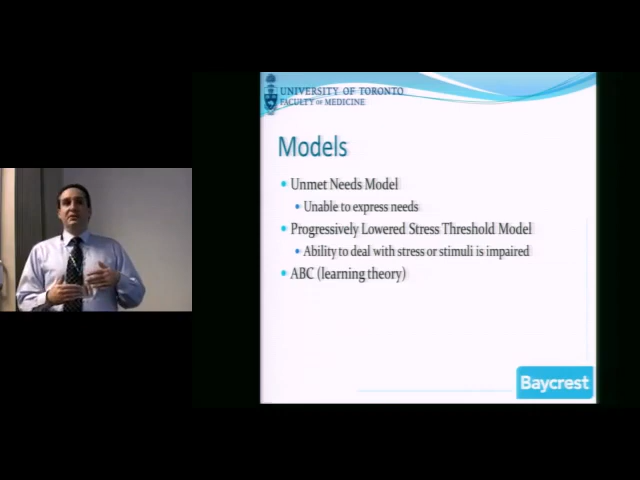 UNIVERSITY OF TORONTO
FACULTY OF MEDICINE
Models
• Unmet Needs Model
• Unable to express needs
• Progressively Lowered Stress Threshold Model
• Ability to deal with stress or stimuli is impaired
• ABC (learning theory)
Baycrest